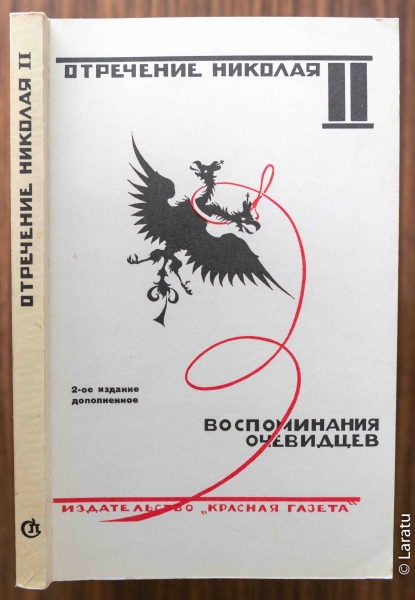 ОТРЕЧЕНИЕ НИКОЛАЯ II
ОТРЕЧЕНИЕ НИКОЛАЯ
II
2-ое издание
дополненное
ВОСПОМИНАНИЯ
ОЧЕВИДЦЕВ
ИЗДАТЕЛЬСТВО „КРАСНАЯ ГАЗЕТА"
© Laratu